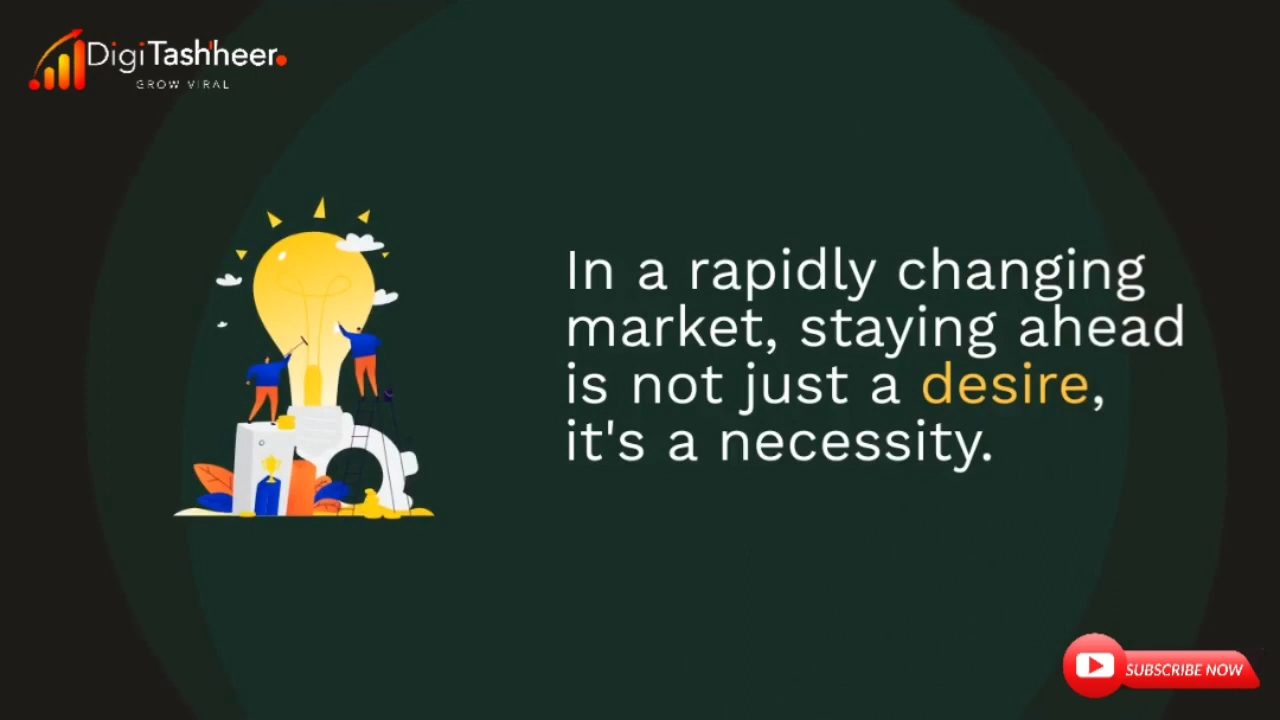 DigiTashheer.
GROW VIRAL
In a rapidly changing
market, staying ahead
is not just a desire,
it's a necessity.
SUBSCRIBE NOW